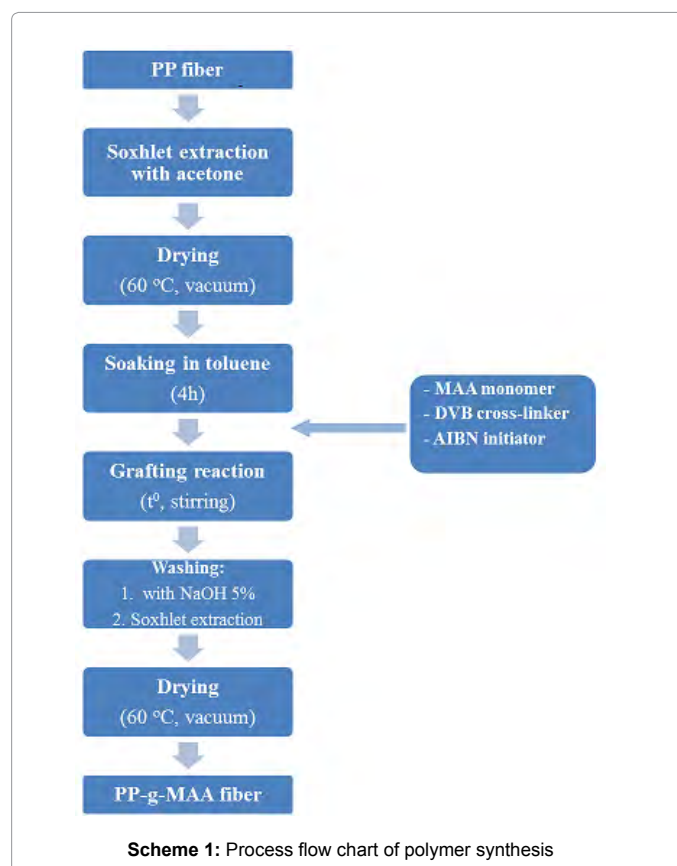 PP fiber
Soxhlet extraction
with acetone
Drying
(60 °C, vacuum)
Soaking in toluene
(4h)
- MAA monomer
- DVB cross-linker
- AIBN initiator
Grafting reaction
(t⁰, stirring)
Washing:
1. with NaOH 5%
2. Soxhlet extraction
Drying
(60 °C, vacuum)
PP-g-MAA fiber
Scheme 1: Process flow chart of polymer synthesis